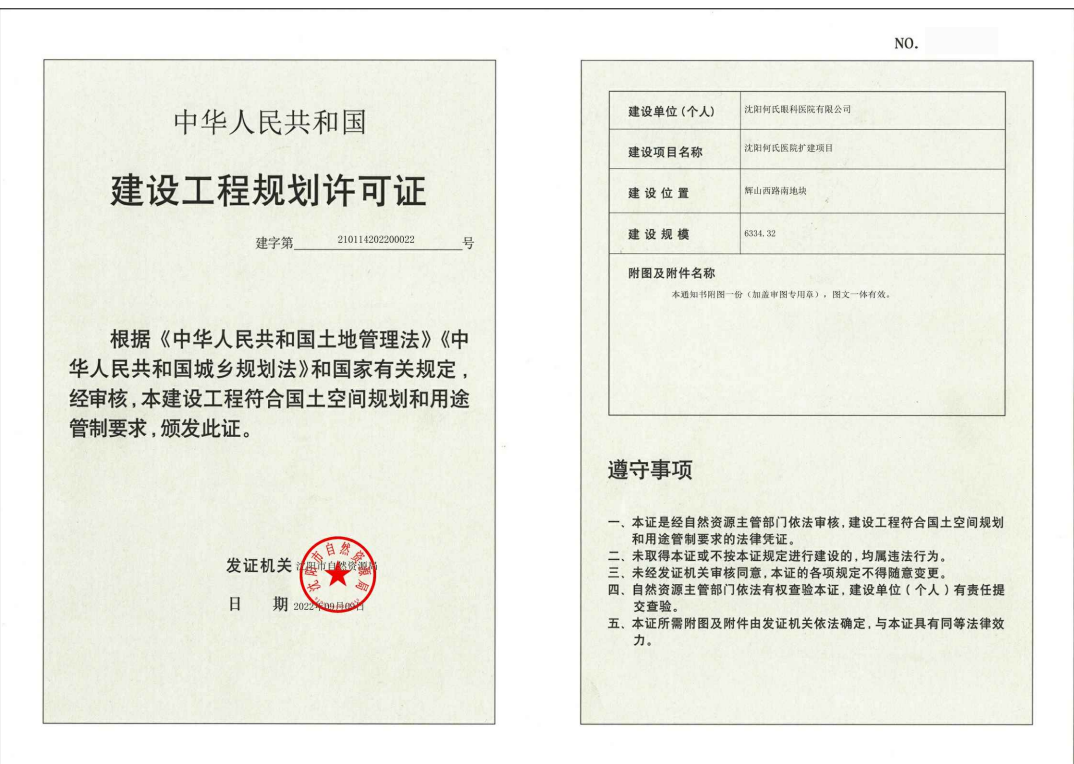 中华人民共和国
建设工程规划许可证
建字第 210114202200022 号
根据《中华人民共和国土地管理法》《中
华人民共和国城乡规划法》和国家有关规定，
经审核，本建设工程符合国土空间规划和用途
管制要求，颁发此证。
发证机关 沈阳市自然资源局
日 期 2022年09月09日
沈阳市自然资源局
NO.
建设单位(个人) 沈阳何氏眼科医院有限公司
建设项目名称 沈阳何氏医院扩建项目
建设位置 辉山西路南地块
建设规模 6334.32
附图及附件名称
本通知书附图一份（加盖审图专用章），图文一体有效。
遵守事项
一、本证是经自然资源主管部门依法审核，建设工程符合国土空间规划
和用途管制要求的法律凭证。
二、未取得本证或不按本证规定进行建设的，均属违法行为。
三、未经发证机关审核同意，本证的各项规定不得随意变更。
四、自然资源主管部门依法有权查验本证，建设单位（个人）有责任提
交查验。
五、本证所需附图及附件由发证机关依法确定，与本证具有同等法律效
力。